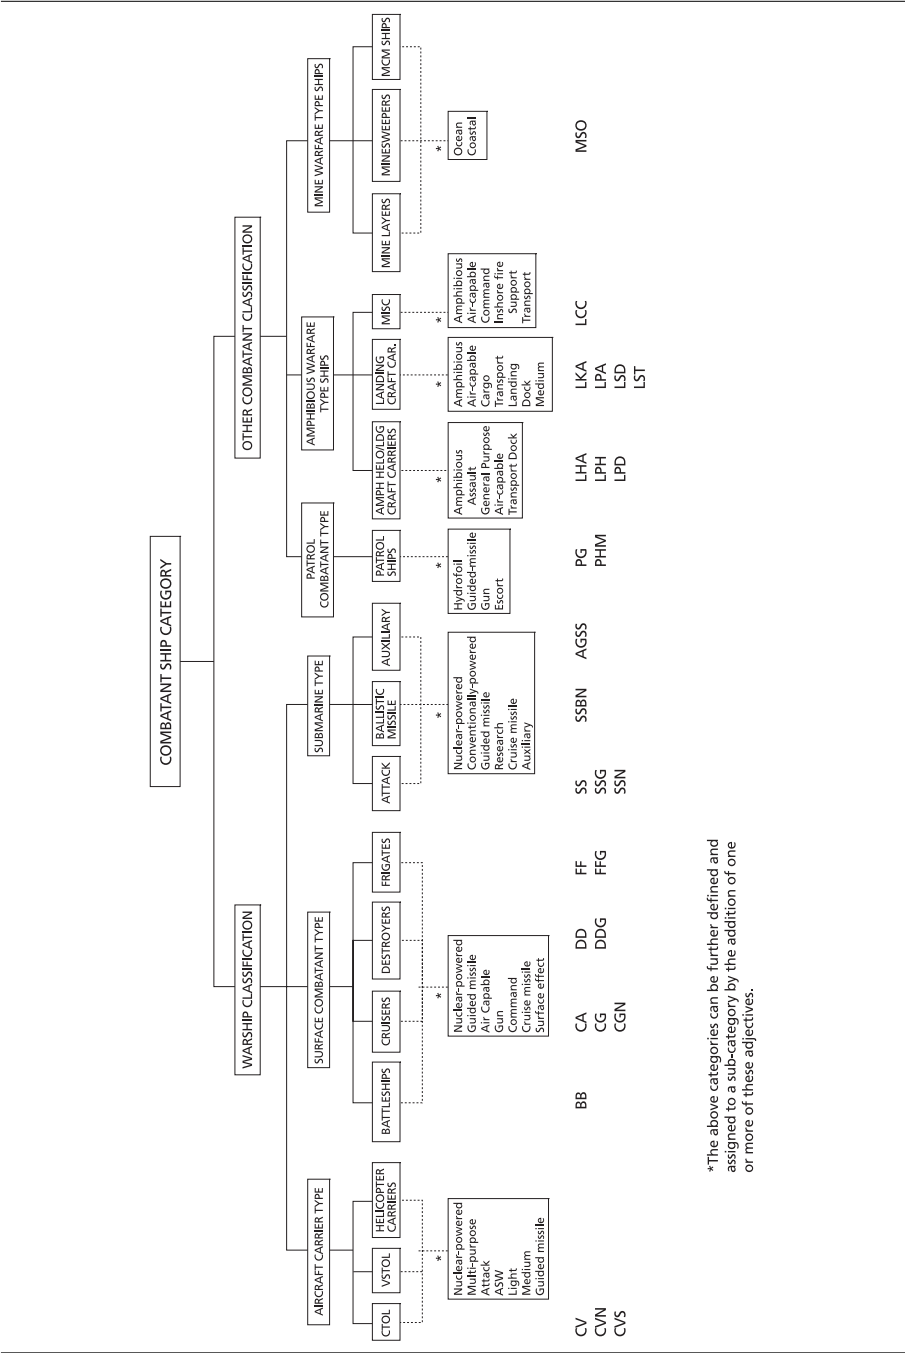 COMBATANT SHIP CATEGORY
WARSHIP CLASSIFICATION
OTHER COMBATANT CLASSIFICATION
AIRCRAFT CARRIER TYPE
SURFACE COMBATANT TYPE
SUBMARINE TYPE
PATROL
COMBATANT TYPE
AMPHIBIOUS WARFARE
TYPE SHIPS
MINE WARFARE TYPE SHIPS
CTOL
VSTOL
HELICOPTER
CARRIERS
BATTLESHIPS
CRUISERS
DESTROYERS
FRIGATES
ATTACK
BALLISTIC
MISSILE
AUXILIARY
PATROL
SHIPS
AMPH HELO/LDG
CRAFT CARRIERS
LANDING
CRAFT CAR.
MISC
MINE LAYERS
MINESWEEPERS
MCM SHIPS
*
Nuclear-powered
Multi-purpose
Attack
ASW
Light
Medium
Guided missile
*
Nuclear-powered
Guided missile
Air Capable
Gun
Command
Cruise missile
Surface effect
*
Nuclear-powered
Conventionally-powered
Guided missile
Research
Cruise missile
Auxiliary
*
Hydrofoil
Guided-missile
Gun
Escort
*
Amphibious
Assault
General Purpose
Air-capable
Transport Dock
*
Amphibious
Air-capable
Cargo
Transport
Landing
Dock
Medium
*
Amphibious
Air-capable
Command
Inshore fire
Support
Transport
*
Ocean
Coastal
CV
CVN
CVS
BB
CA
CG
CGN
DD
DDG
FF
FFG
SS
SSG
SSN
SSBN
AGSS
PG
PHM
LHA
LPH
LPD
LKA
LPA
LSD
LST
LCC
MSO
*The above categories can be further defined and
assigned to a sub-category by the addition of one
or more of these adjectives.